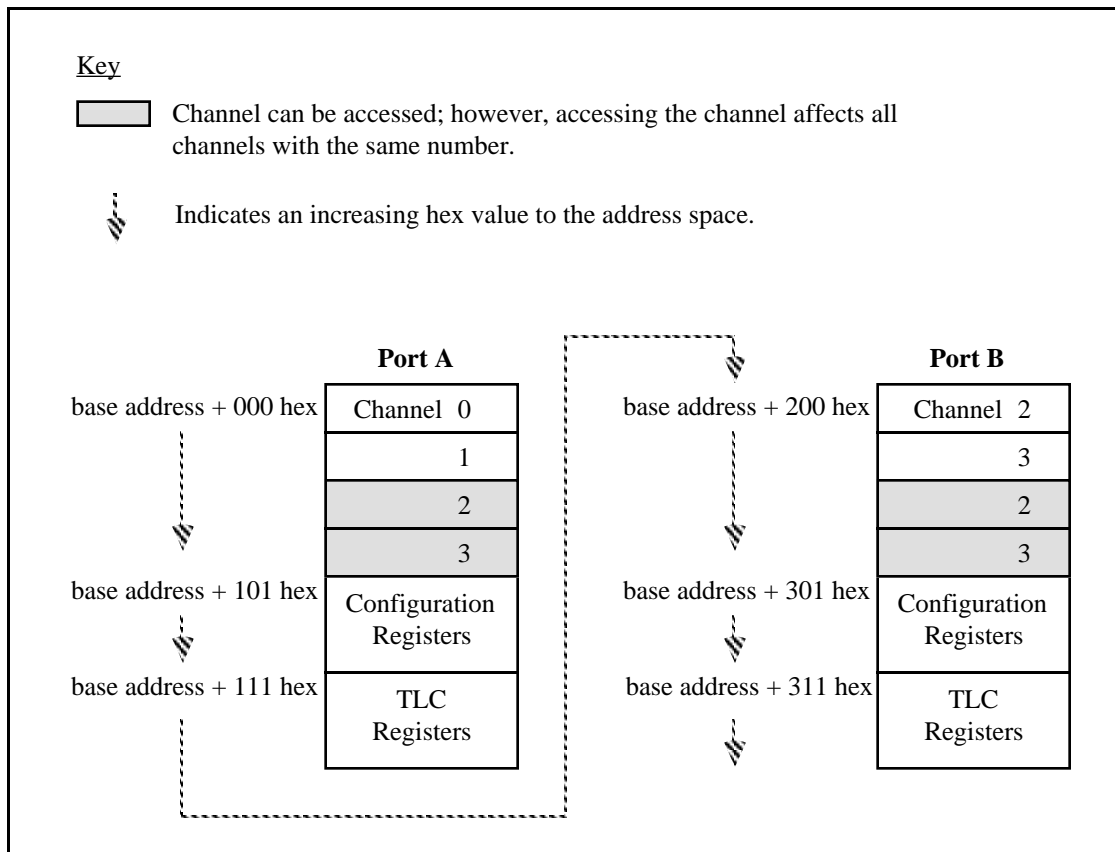 Key
Channel can be accessed; however, accessing the channel affects all
channels with the same number.
Indicates an increasing hex value to the address space.
Port A
base address + 000 hex
Channel 0
1
2
3
base address + 101 hex
Configuration
Registers
base address + 111 hex
TLC
Registers
Port B
base address + 200 hex
Channel 2
3
2
3
base address + 301 hex
Configuration
Registers
base address + 311 hex
TLC
Registers